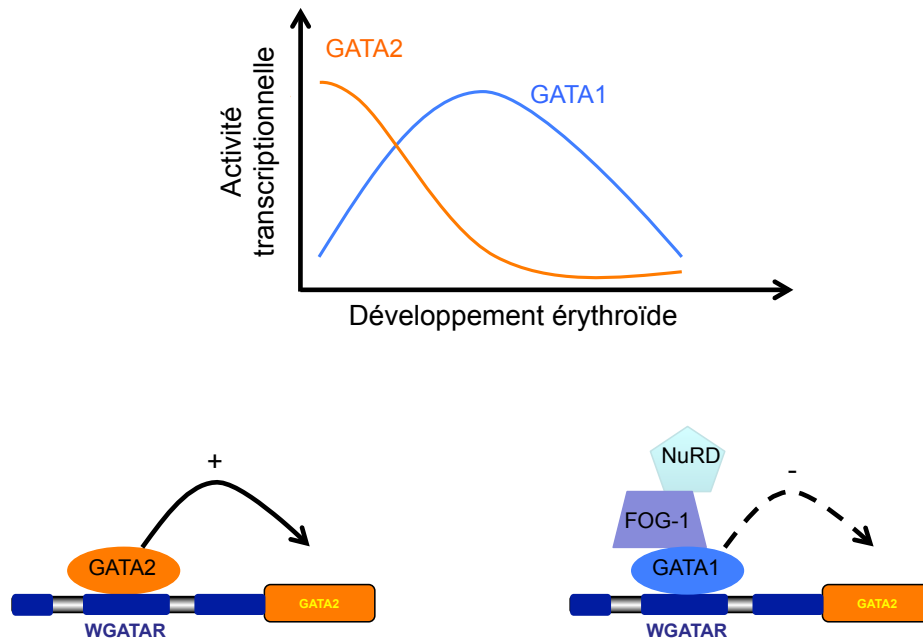 GATA2
GATA1
Activité
transcriptionnelle
Développement érythroïde
+
GATA2
GATA2
WGATAR
NuRD
-
FOG-1
GATA1
GATA2
WGATAR